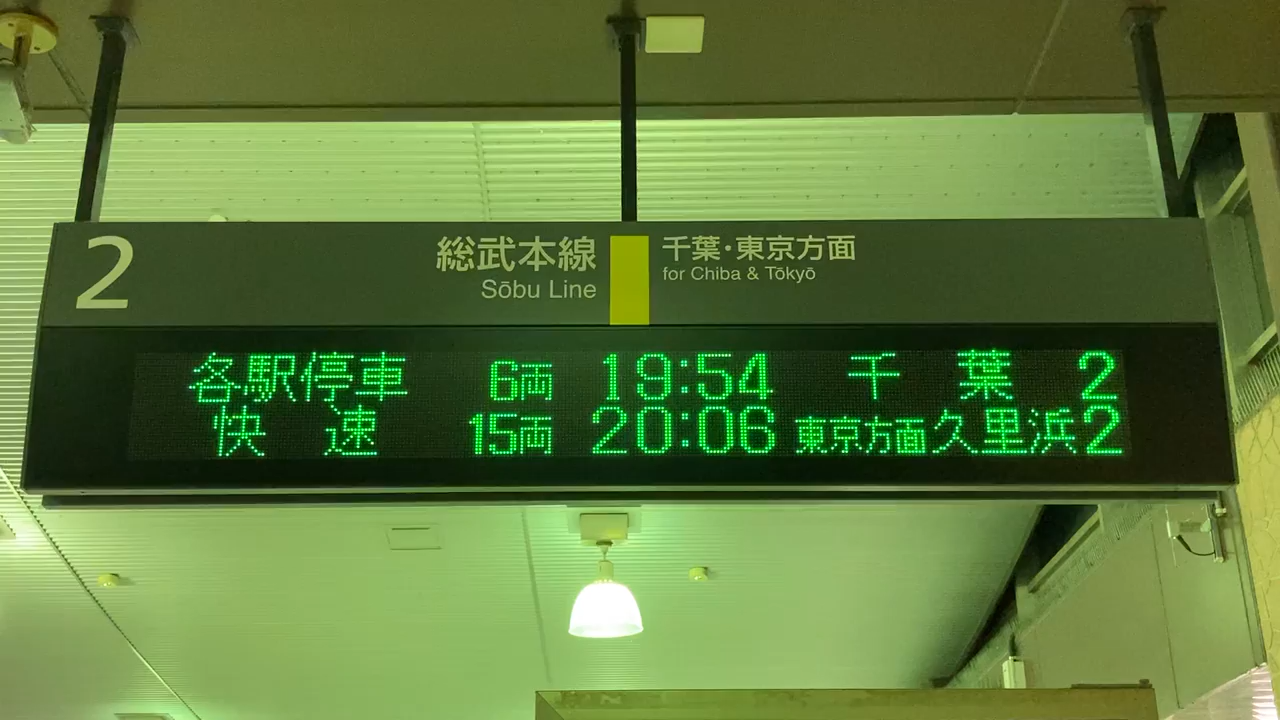 2
総武本線
Sōbu Line
千葉・東京方面
for Chiba & Tōkyō
各駅停車 6両 19:54 千葉 2
快速 15両 20:06 東京方面久里浜 2